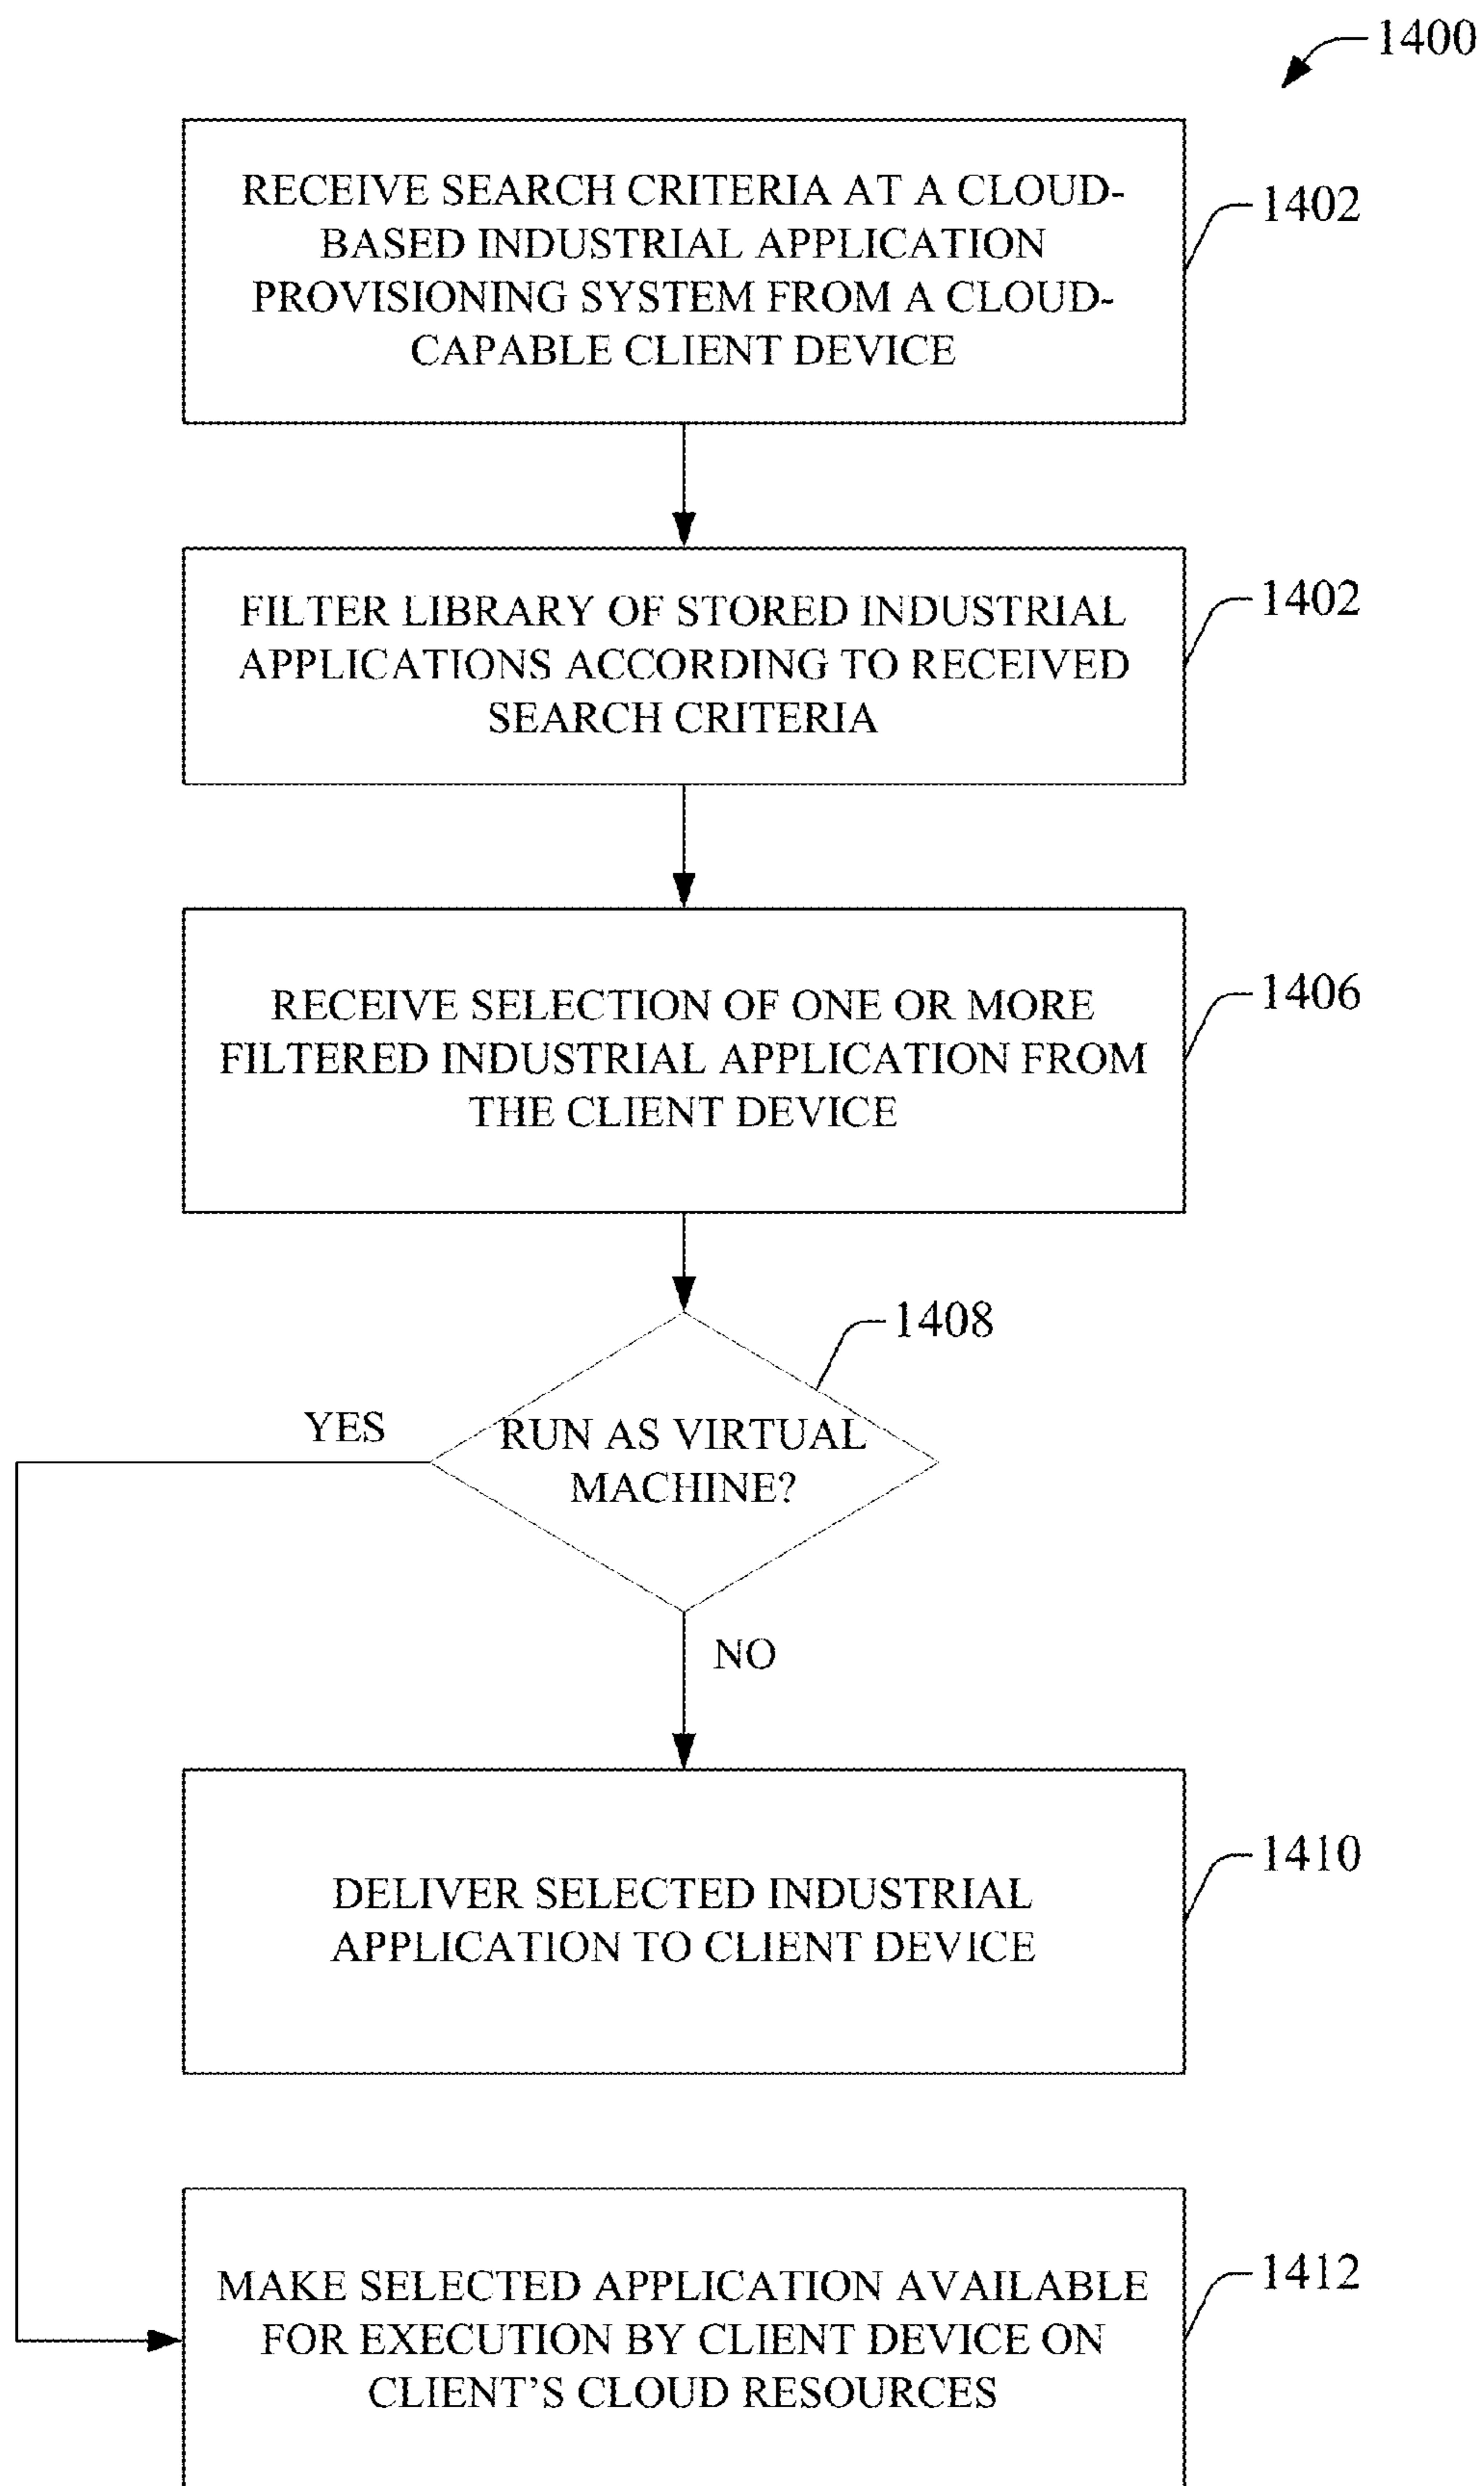 1400
RECEIVE SEARCH CRITERIA AT A CLOUD-
BASED INDUSTRIAL APPLICATION
PROVISIONING SYSTEM FROM A CLOUD-
CAPABLE CLIENT DEVICE
1402
FILTER LIBRARY OF STORED INDUSTRIAL
APPLICATIONS ACCORDING TO RECEIVED
SEARCH CRITERIA
1402
RECEIVE SELECTION OF ONE OR MORE
FILTERED INDUSTRIAL APPLICATION FROM
THE CLIENT DEVICE
1406
1408
YES
RUN AS VIRTUAL
MACHINE?
NO
DELIVER SELECTED INDUSTRIAL
APPLICATION TO CLIENT DEVICE
1410
MAKE SELECTED APPLICATION AVAILABLE
FOR EXECUTION BY CLIENT DEVICE ON
CLIENT'S CLOUD RESOURCES
1412